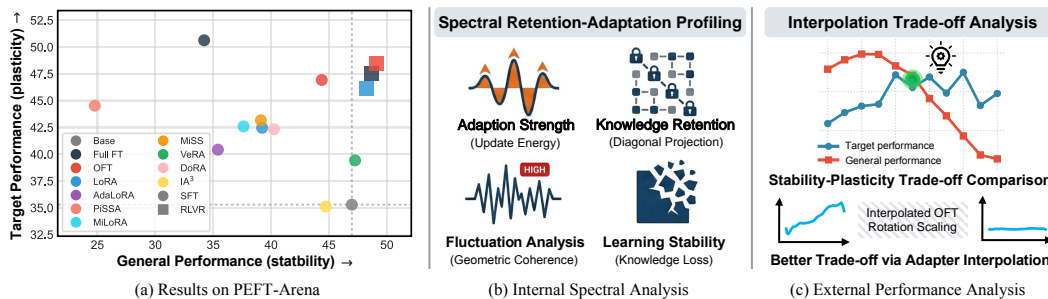 Target Performance (plasticity) →
52.5
50.0
47.5
45.0
42.5
40.0
37.5
35.0
32.5
Base
Full FT
OFT
LoRA
AdaLoRA
PiSSA
MiLoRA
MiSS
VeRA
DoRA
IA³
SFT
RLVR
25
30
35
40
45
50
General Performance (statbility) →
(a) Results on PEFT-Arena
Spectral Retention-Adaptation Profiling
Adaption Strength
(Update Energy)
Knowledge Retention
(Diagonal Projection)
HIGH
Fluctuation Analysis
(Geometric Coherence)
Learning Stability
(Knowledge Loss)
(b) Internal Spectral Analysis
Interpolation Trade-off Analysis
Target performance
General performance
Stability-Plasticity Trade-off Comparison
Interpolated OFT
Rotation Scaling
Better Trade-off via Adapter Interpolation
(c) External Performance Analysis